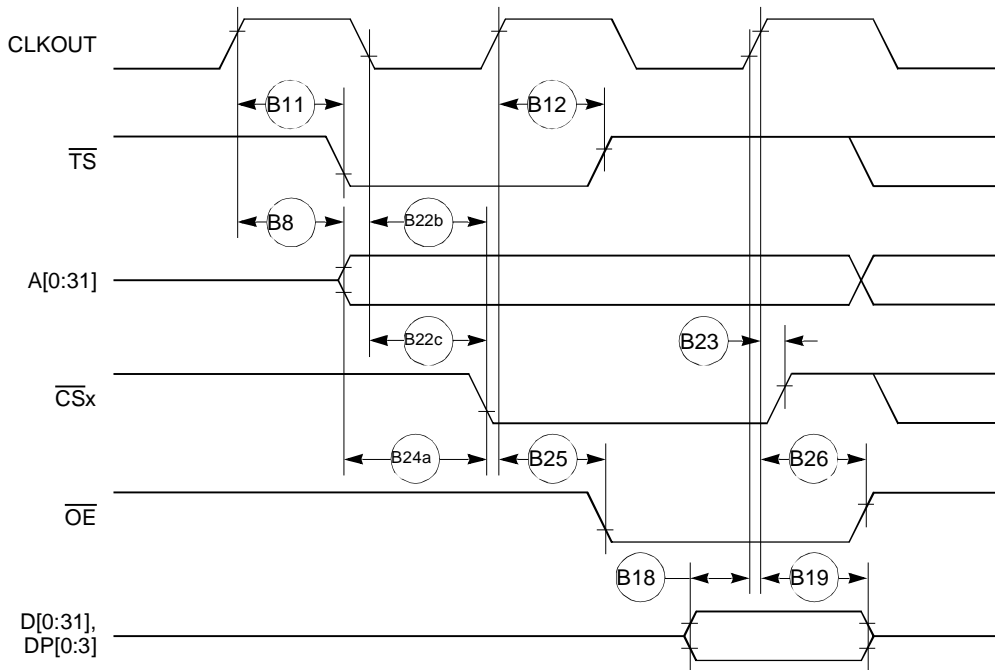 CLKOUT
B11
B12
TS
B8
B22b
A[0:31]
B22c
B23
CSx
B24a
B25
B26
OE
B18
B19
D[0:31],
DP[0:3]